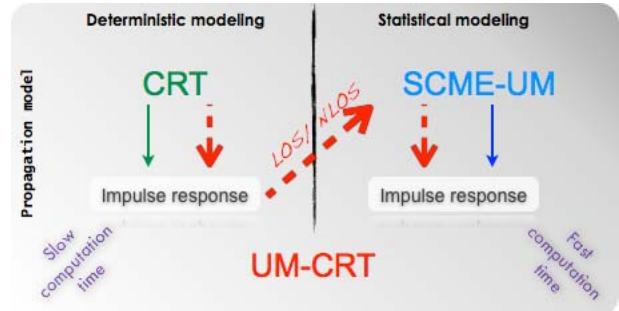 Deterministic modeling
Statistical modeling
Propagation model
CRT
SCME-UM
LOS/ NLOS
Impulse response
Impulse response
Slow
computation
time
UM-CRT
Fast
computation
time